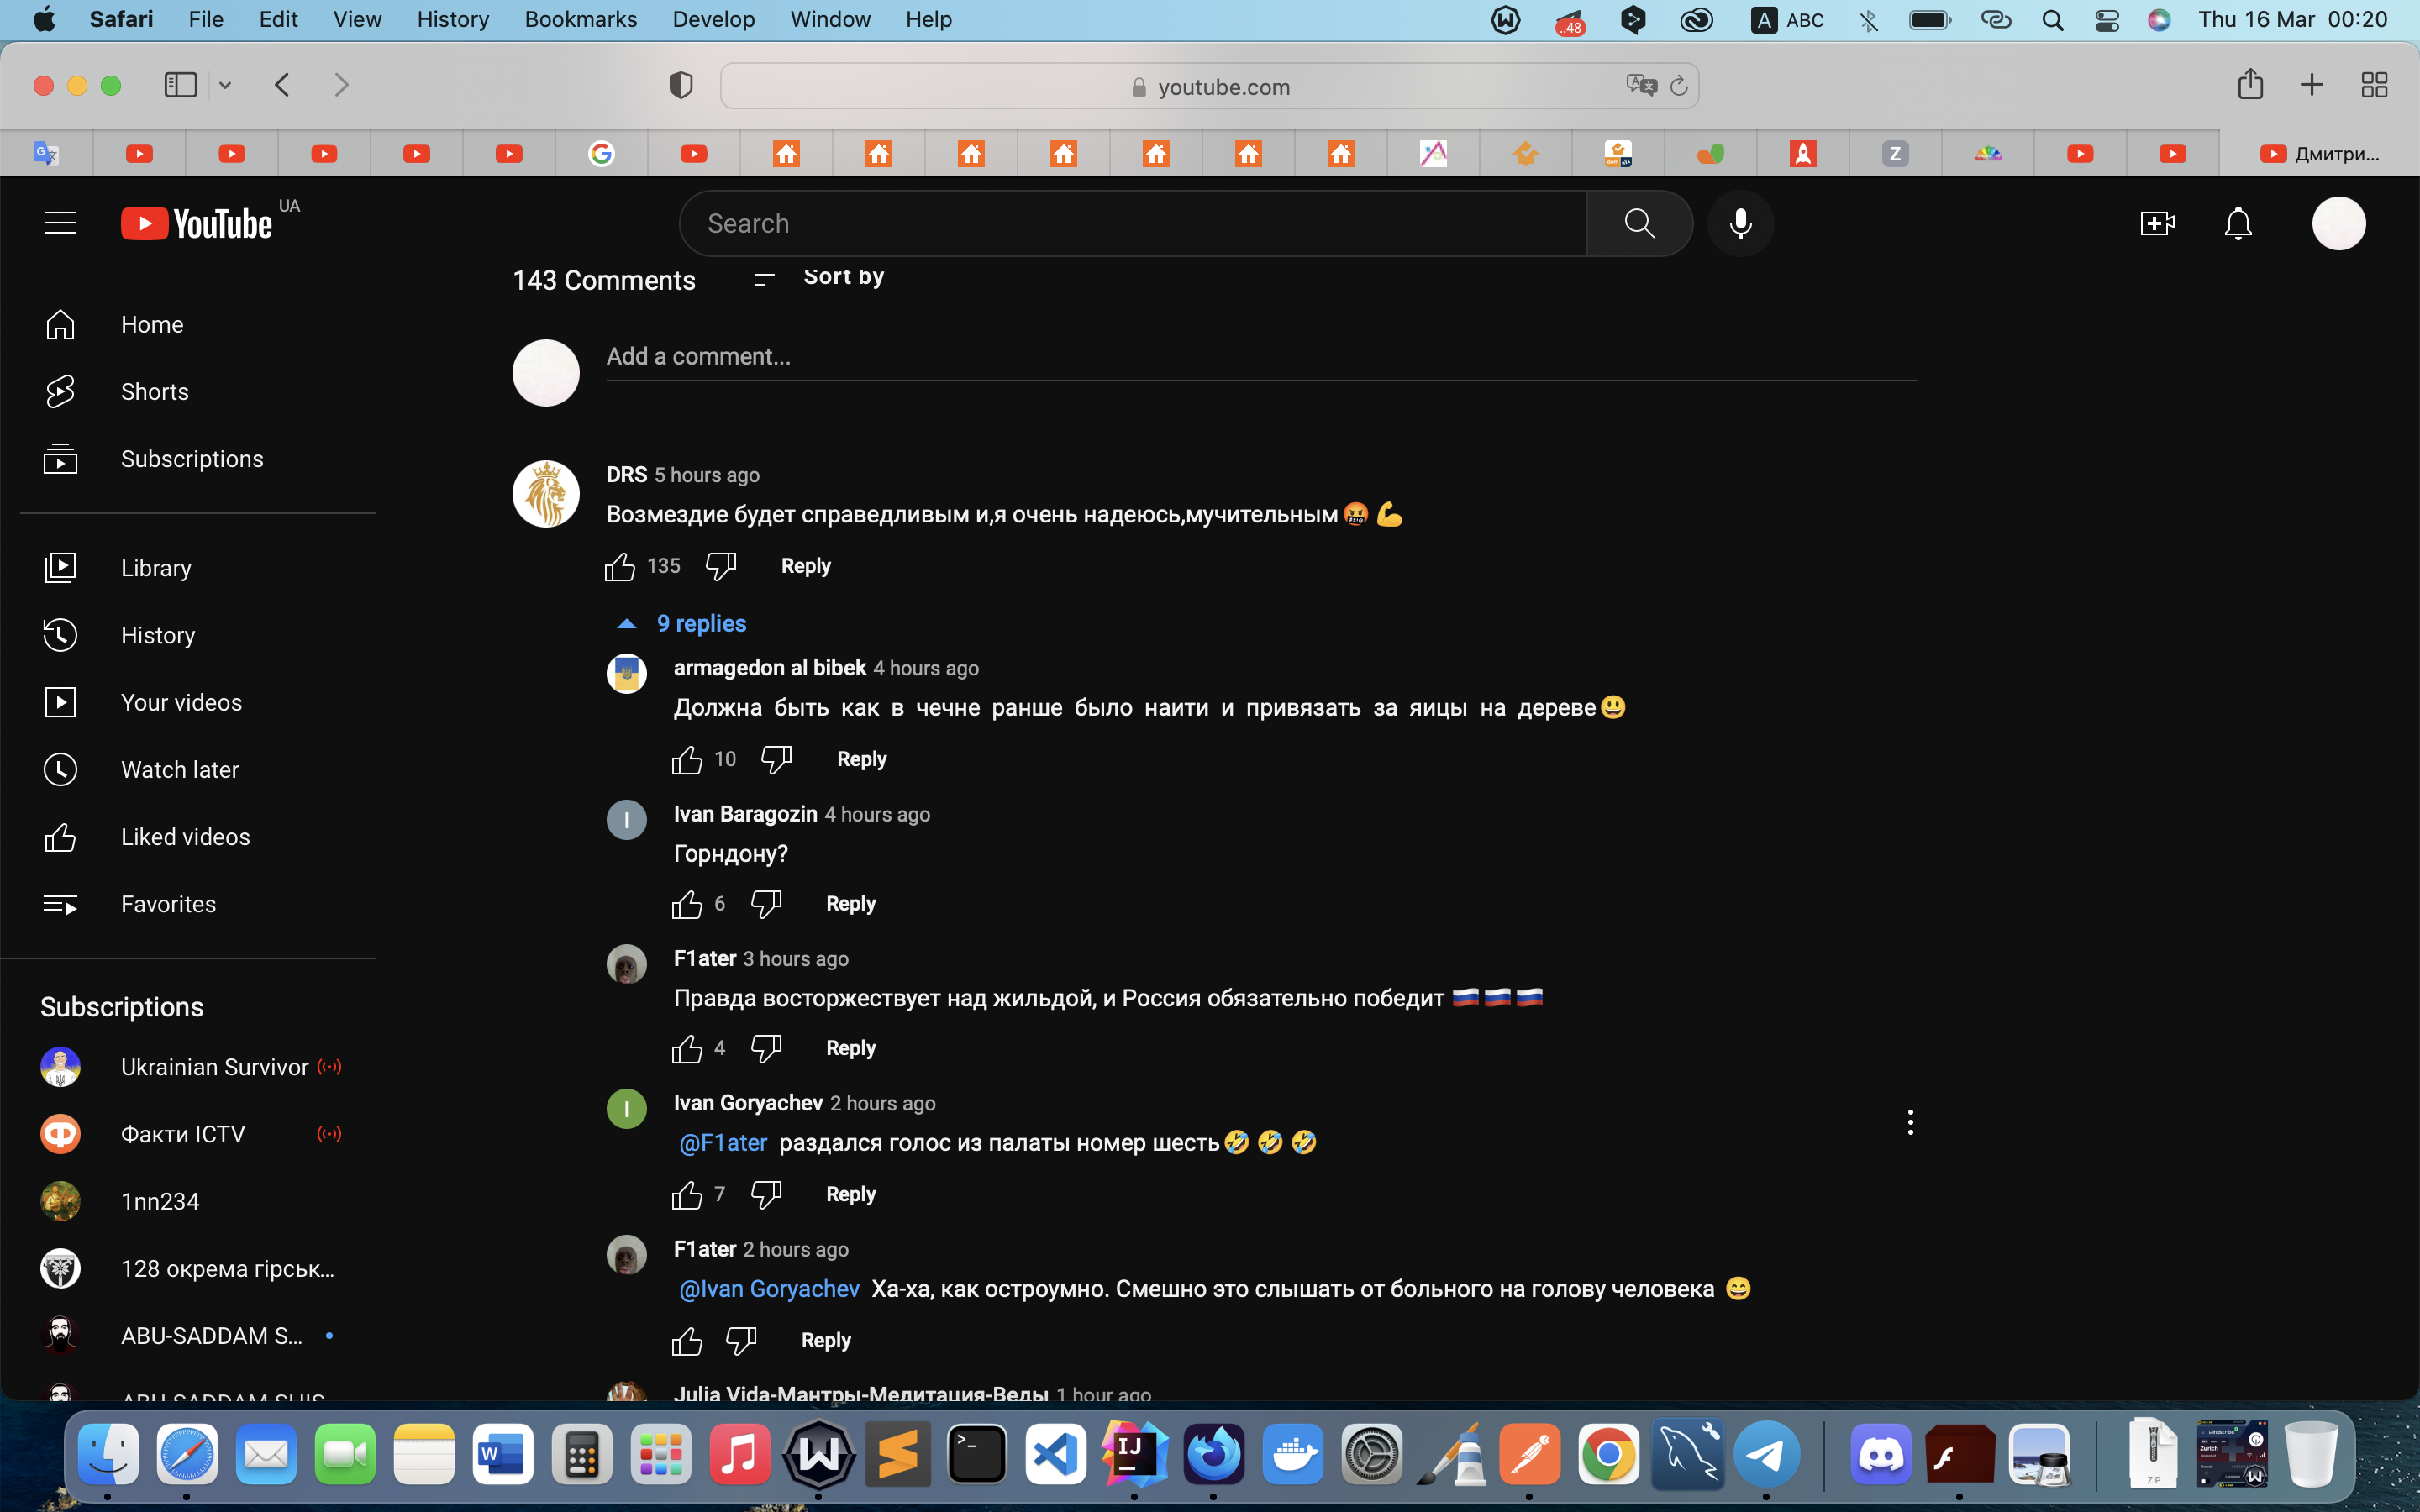 Safari File Edit View History Bookmarks Develop Window Help ..48 A ABC Thu 16 Mar 00:20
youtube.com
Z Дмитри...
YouTube UA
Search
143 Comments Sort by
Add a comment...
Home
Shorts
Subscriptions
Library
History
Your videos
Watch later
Liked videos
Favorites
Subscriptions
Ukrainian Survivor
Факти ICTV
1nn234
128 окрема гірськ...
ABU-SADDAM S...
ABU-SADDAM SHIS
DRS 5 hours ago
Возмездие будет справедливым и,я очень надеюсь,мучительным🤬 💪
135 Reply
9 replies
armagedon al bibek 4 hours ago
Должна быть как в чечне ранше было наити и привязать за яицы на дереве😃
10 Reply
I
Ivan Baragozin 4 hours ago
Горндону?
6 Reply
F1ater 3 hours ago
Правда восторжествует над жильдой, и Россия обязательно победит 🇷🇺🇷🇺🇷🇺
4 Reply
I
Ivan Goryachev 2 hours ago
@F1ater раздался голос из палаты номер шесть🤣 🤣 🤣
7 Reply
F1ater 2 hours ago
@Ivan Goryachev Ха-ха, как остроумно. Смешно это слышать от больного на голову человека 😄
Reply
Julia Vida-Мантры-Медитация-Веды 1 hour ago
W
IJ
ZIP
Zurich